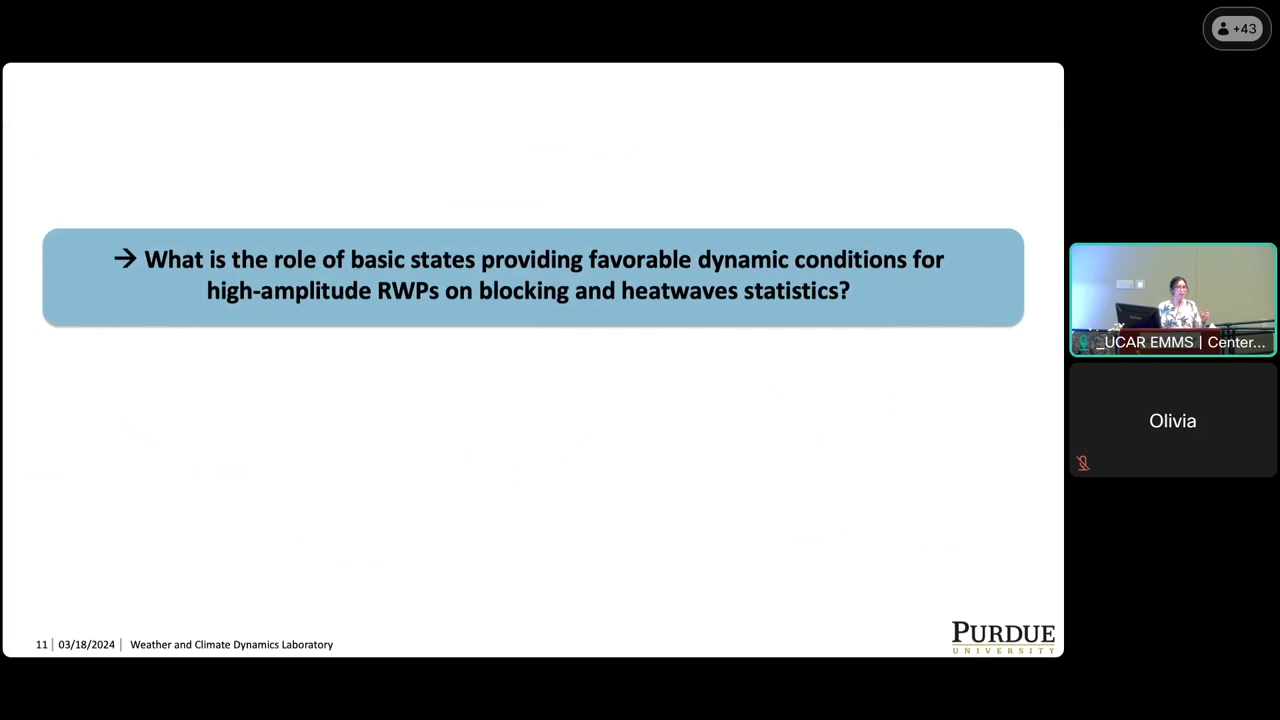 +43
→ What is the role of basic states providing favorable dynamic conditions for
high-amplitude RWPs on blocking and heatwaves statistics?
_UCAR EMMS | Center...
Olivia
11 | 03/18/2024 | Weather and Climate Dynamics Laboratory
PURDUE
UNIVERSITY